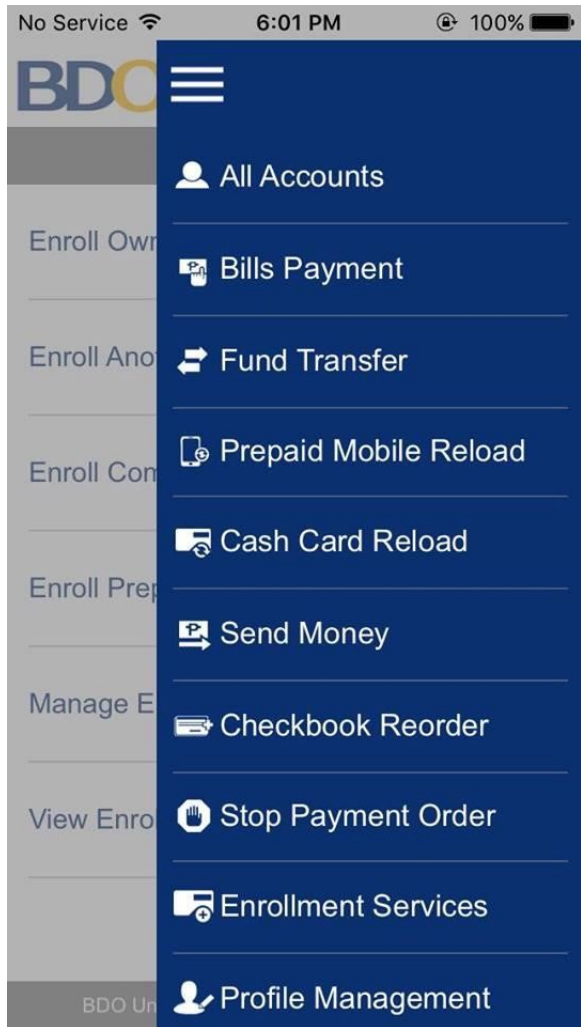 No Service 6:01 PM 100%
BDO
All Accounts
Enroll Own
Bills Payment
Enroll Ano
Fund Transfer
Prepaid Mobile Reload
Enroll Com
Cash Card Reload
Enroll Prep
Send Money
Manage E
Checkbook Reorder
View Enrol
Stop Payment Order
Enrollment Services
BDO Un
Profile Management